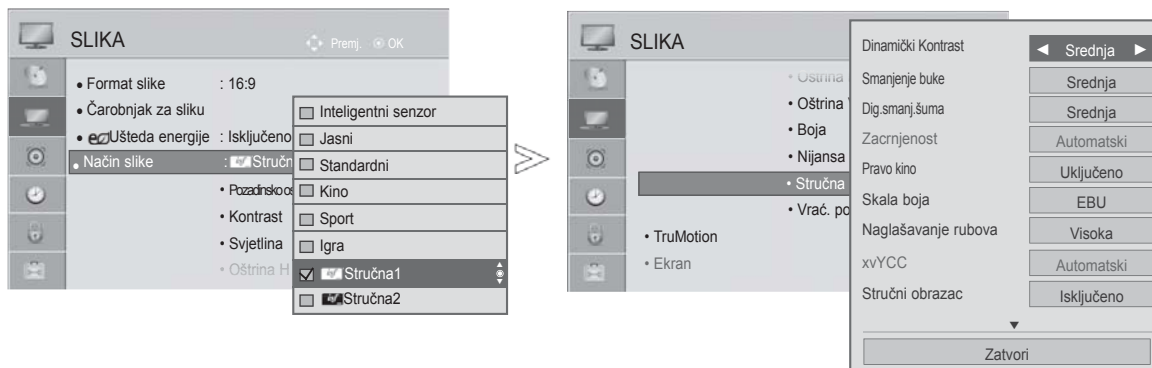 SLIKA
Premj. OK
• Format slike : 16:9
• Čarobnjak za sliku
• Ušteda energije : Isključeno
• Način slike : Stručn
• Pozadinsko os
• Kontrast
• Svjetlina
• Oštrina H
Inteligentni senzor
Jasni
Standardni
Kino
Sport
Igra
Stručna1
Stručna2
SLIKA
• Oštrina
• Oštrina
• Boja
• Nijansa
• Stručna
• Vrać. po
• TruMotion
• Ekran
Dinamički Kontrast ◄ Srednja ►
Smanjenje buke Srednja
Dig.smanj.šuma Srednja
Zacrnjenost Automatski
Pravo kino Uključeno
Skala boja EBU
Naglašavanje rubova Visoka
xvYCC Automatski
Stručni obrazac Isključeno
▼
Zatvori